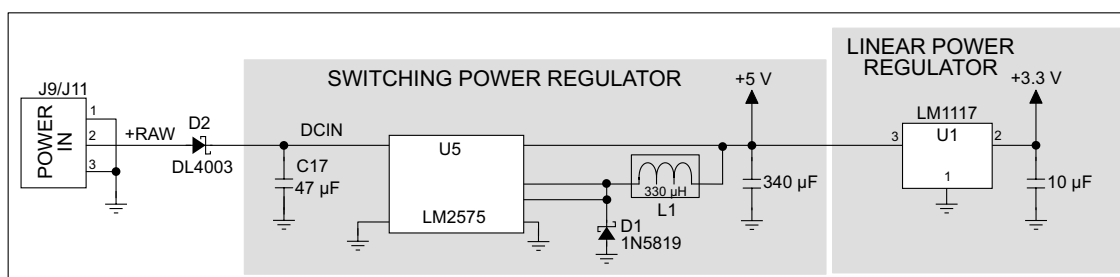 LINEAR POWER
REGULATOR
SWITCHING POWER REGULATOR
+5 V
+3.3 V
J9/J11
POWER
IN
1
2
3
+RAW
D2
DL4003
DCIN
C17
47 µF
U5
LM2575
330 µH
L1
D1
1N5819
340 µF
LM1117
U1
3
2
1
10 µF